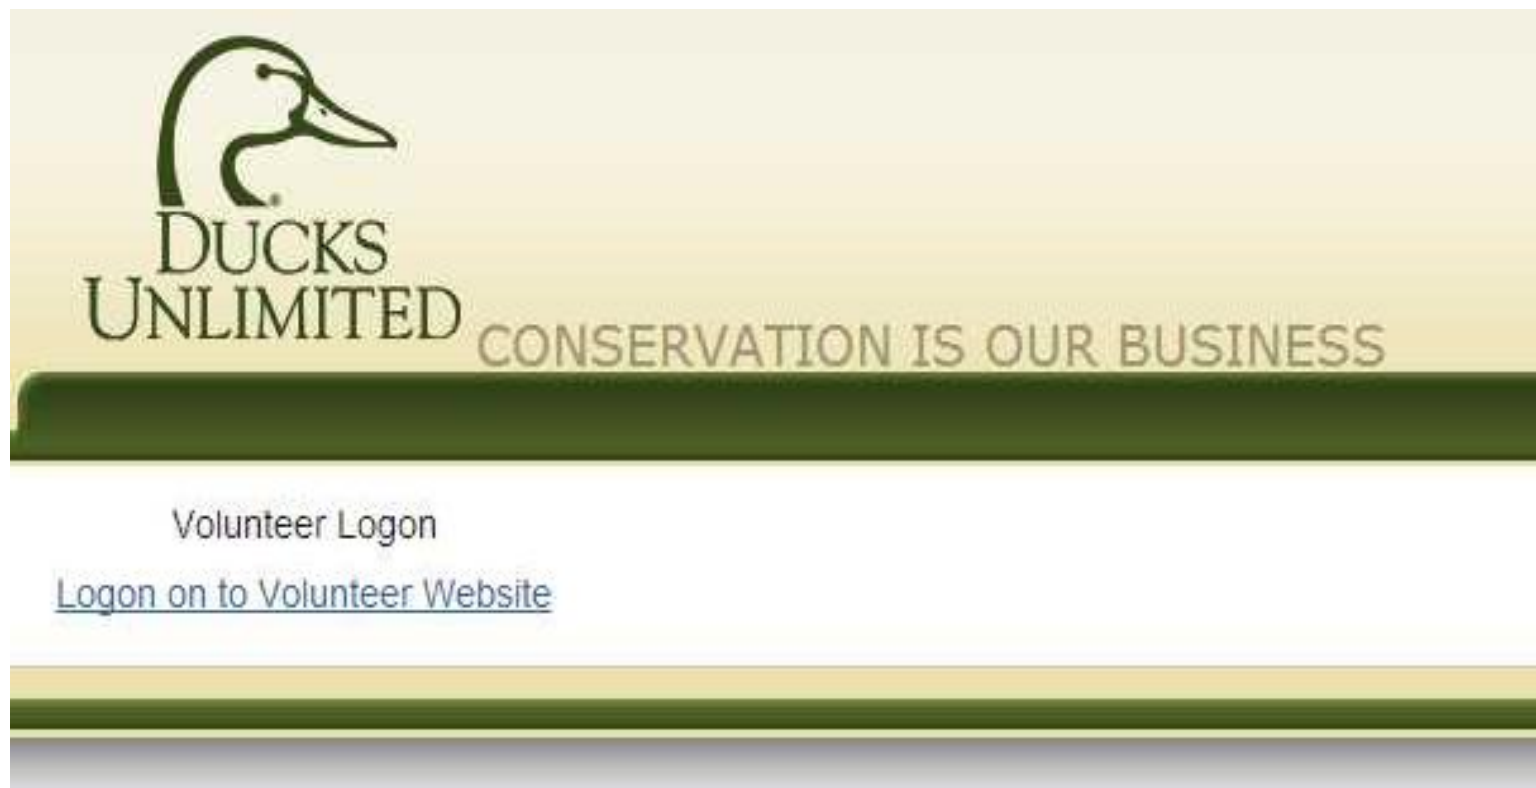 DUCKS
UNLIMITED
CONSERVATION IS OUR BUSINESS
Volunteer Logon
Logon on to Volunteer Website